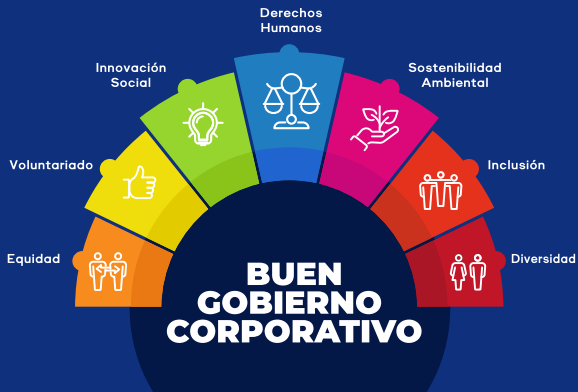 Derechos
Humanos
Innovación
Social
Sostenibilidad
Ambiental
Voluntariado
Inclusión
Equidad
Diversidad
BUEN
GOBIERNO
CORPORATIVO